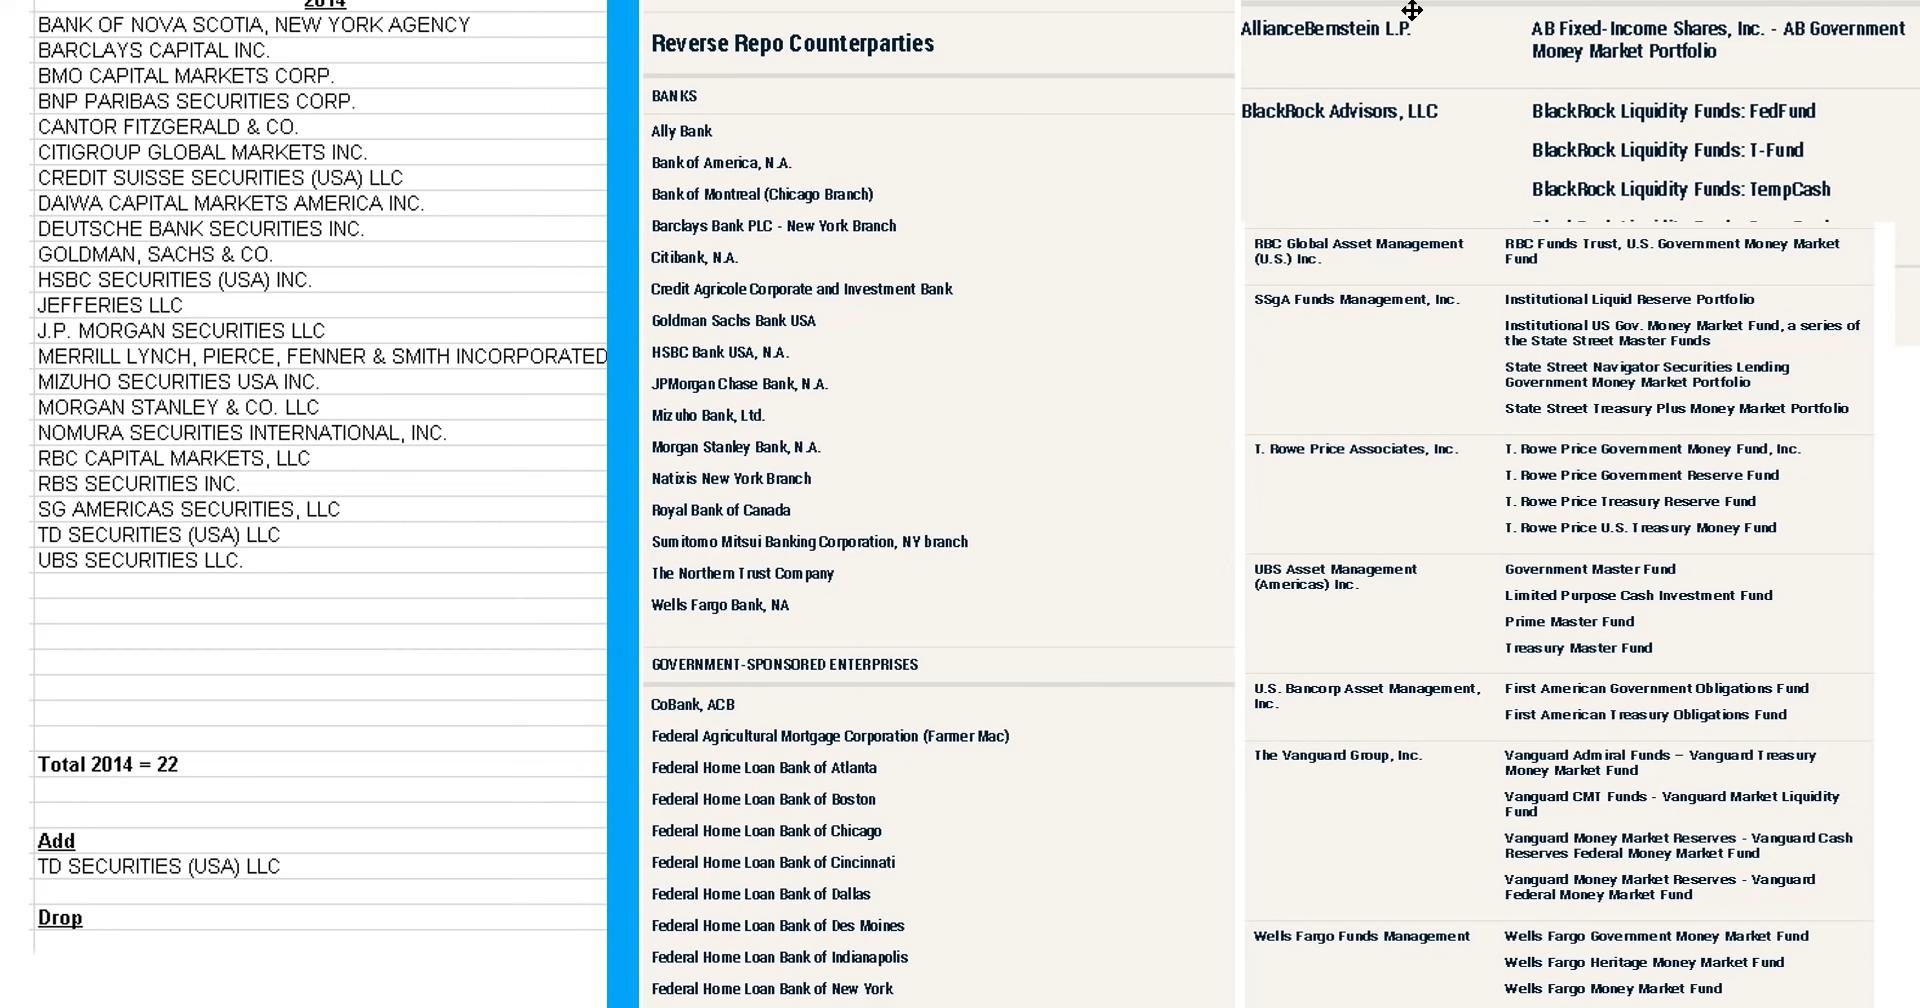 2014
BANK OF NOVA SCOTIA, NEW YORK AGENCY
BARCLAYS CAPITAL INC.
BMO CAPITAL MARKETS CORP.
BNP PARIBAS SECURITIES CORP.
CANTOR FITZGERALD & CO.
CITIGROUP GLOBAL MARKETS INC.
CREDIT SUISSE SECURITIES (USA) LLC
DAIWA CAPITAL MARKETS AMERICA INC.
DEUTSCHE BANK SECURITIES INC.
GOLDMAN, SACHS & CO.
HSBC SECURITIES (USA) INC.
JEFFERIES LLC
J.P. MORGAN SECURITIES LLC
MERRILL LYNCH, PIERCE, FENNER & SMITH INCORPORATED
MIZUHO SECURITIES USA INC.
MORGAN STANLEY & CO. LLC
NOMURA SECURITIES INTERNATIONAL, INC.
RBC CAPITAL MARKETS, LLC
RBS SECURITIES INC.
SG AMERICAS SECURITIES, LLC
TD SECURITIES (USA) LLC
UBS SECURITIES LLC.
Total 2014 = 22
Add
TD SECURITIES (USA) LLC
Drop
Reverse Repo Counterparties
BANKS
Ally Bank
Bank of America, N.A.
Bank of Montreal (Chicago Branch)
Barclays Bank PLC - New York Branch
Citibank, N.A.
Credit Agricole Corporate and Investment Bank
Goldman Sachs Bank USA
HSBC Bank USA, N.A.
JPMorgan Chase Bank, N.A.
Mizuho Bank, Ltd.
Morgan Stanley Bank, N.A.
Natixis New York Branch
Royal Bank of Canada
Sumitomo Mitsui Banking Corporation, NY branch
The Northern Trust Company
Wells Fargo Bank, NA
GOVERNMENT-SPONSORED ENTERPRISES
CoBank, ACB
Federal Agricultural Mortgage Corporation (Farmer Mac)
Federal Home Loan Bank of Atlanta
Federal Home Loan Bank of Boston
Federal Home Loan Bank of Chicago
Federal Home Loan Bank of Cincinnati
Federal Home Loan Bank of Dallas
Federal Home Loan Bank of Des Moines
Federal Home Loan Bank of Indianapolis
Federal Home Loan Bank of New York
AllianceBernstein L.P.
AB Fixed-Income Shares, Inc. - AB Government
Money Market Portfolio
BlackRock Advisors, LLC
BlackRock Liquidity Funds: FedFund
BlackRock Liquidity Funds: T-Fund
BlackRock Liquidity Funds: TempCash
RBC Global Asset Management
(U.S.) Inc.
RBC Funds Trust, U.S. Government Money Market
Fund
SSgA Funds Management, Inc.
Institutional Liquid Reserve Portfolio
Institutional US Gov. Money Market Fund, a series of
the State Street Master Funds
State Street Navigator Securities Lending
Government Money Market Portfolio
State Street Treasury Plus Money Market Portfolio
T. Rowe Price Associates, Inc.
T. Rowe Price Government Money Fund, Inc.
T. Rowe Price Government Reserve Fund
T. Rowe Price Treasury Reserve Fund
T. Rowe Price U.S. Treasury Money Fund
UBS Asset Management
(Americas) Inc.
Government Master Fund
Limited Purpose Cash Investment Fund
Prime Master Fund
Treasury Master Fund
U.S. Bancorp Asset Management,
Inc.
First American Government Obligations Fund
First American Treasury Obligations Fund
The Vanguard Group, Inc.
Vanguard Admiral Funds – Vanguard Treasury
Money Market Fund
Vanguard CMT Funds - Vanguard Market Liquidity
Fund
Vanguard Money Market Reserves - Vanguard Cash
Reserves Federal Money Market Fund
Vanguard Money Market Reserves - Vanguard
Federal Money Market Fund
Wells Fargo Funds Management
Wells Fargo Government Money Market Fund
Wells Fargo Heritage Money Market Fund
Wells Fargo Money Market Fund